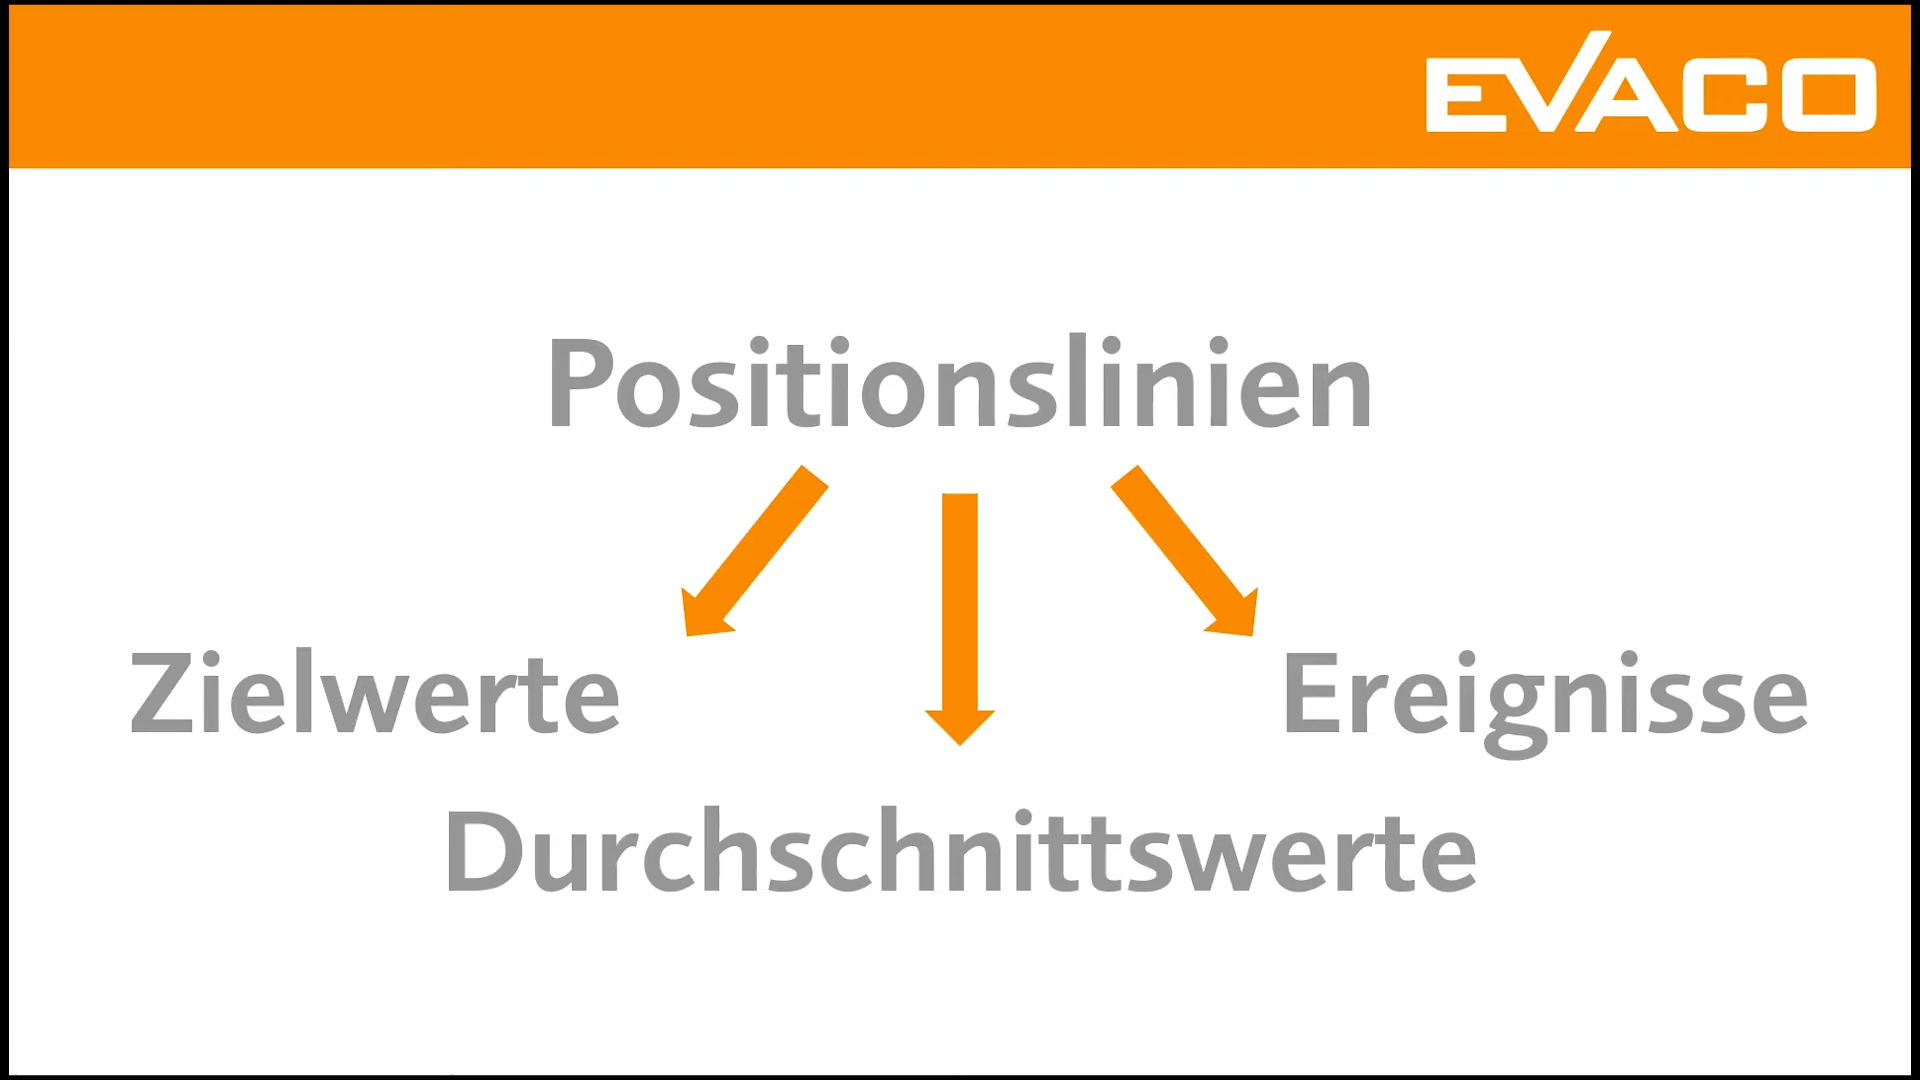 EVACO
Positionslinien
Zielwerte
Ereignisse
Durchschnittswerte